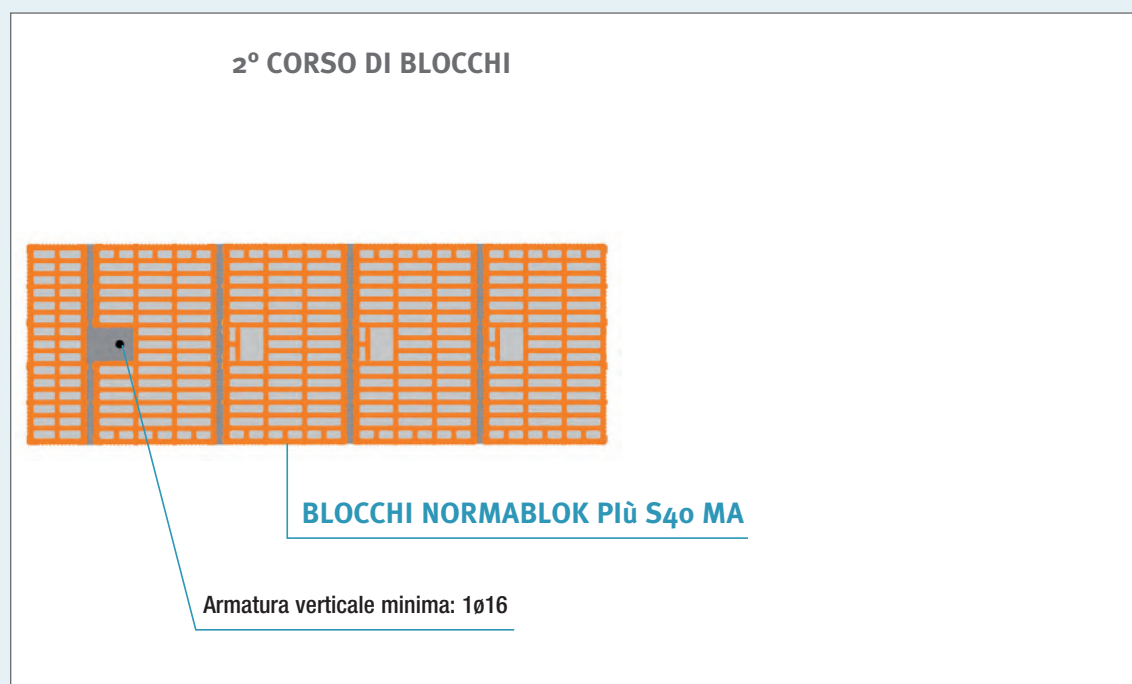 2° CORSO DI BLOCCHI
BLOCCHI NORMABLOK PIù S40 MA
Armatura verticale minima: 1ø16